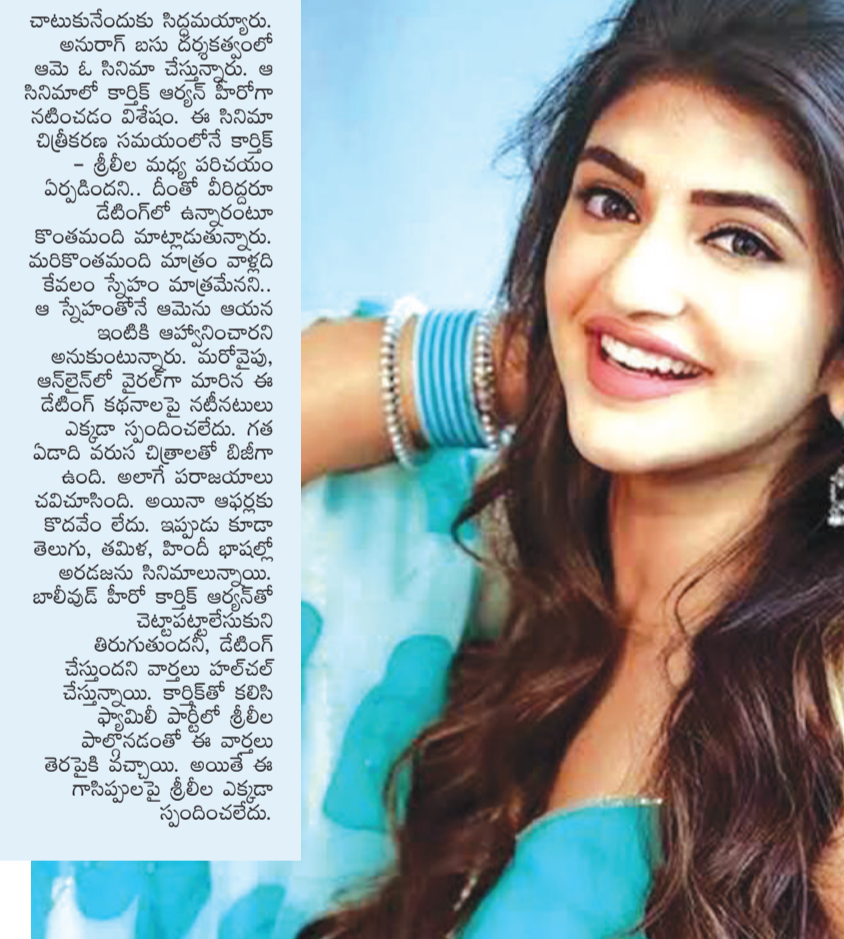 చాటుకునేందుకు సిద్ధమయ్యారు.
అనురాగ్ బసు దర్శకత్వంలో
ఆమె ఓ సినిమా చేస్తున్నారు. ఆ
సినిమాలో కార్తిక్ ఆర్యన్ హీరోగా
నటించడం విశేషం. ఈ సినిమా
చిత్రీకరణ సమయంలోనే కార్తిక్
– శ్రీలీల మధ్య పరిచయం
ఏర్పడిందని.. దీంతో వీరిద్దరూ
డేటింగ్‌లో ఉన్నారంటూ
కొంతమంది మాట్లాడుతున్నారు.
మరికొంతమంది మాత్రం వాళ్లది
కేవలం స్నేహం మాత్రమేనని..
ఆ స్నేహంతోనే ఆమెను ఆయన
ఇంటికి ఆహ్వానించారని
అనుకుంటున్నారు. మరోవైపు,
ఆన్‌లైన్‌లో వైరల్‌గా మారిన ఈ
డేటింగ్ కథనాలపై నటీనటులు
ఎక్కడా స్పందించలేదు. గత
ఏడాది వరుస చిత్రాలతో బిజీగా
ఉంది. అలాగే పరాజయాలు
చవిచూసింది. అయినా ఆఫర్లకు
కొదవేం లేదు. ఇప్పుడు కూడా
తెలుగు, తమిళ, హిందీ భాషల్లో
అరడజను సినిమాలున్నాయి.
బాలీవుడ్ హీరో కార్తిక్ ఆర్యన్‌తో
చెట్టాపట్టాలేసుకుని
తిరుగుతుందని, డేటింగ్
చేస్తుందని వార్తలు హల్‌చల్
చేస్తున్నాయి. కార్తిక్‌తో కలిసి
ఫ్యామిలీ పార్టీలో శ్రీలీల
పాల్గొనడంతో ఈ వార్తలు
తెరపైకి వచ్చాయి. అయితే ఈ
గాసిప్పులపై శ్రీలీల ఎక్కడా
స్పందించలేదు.